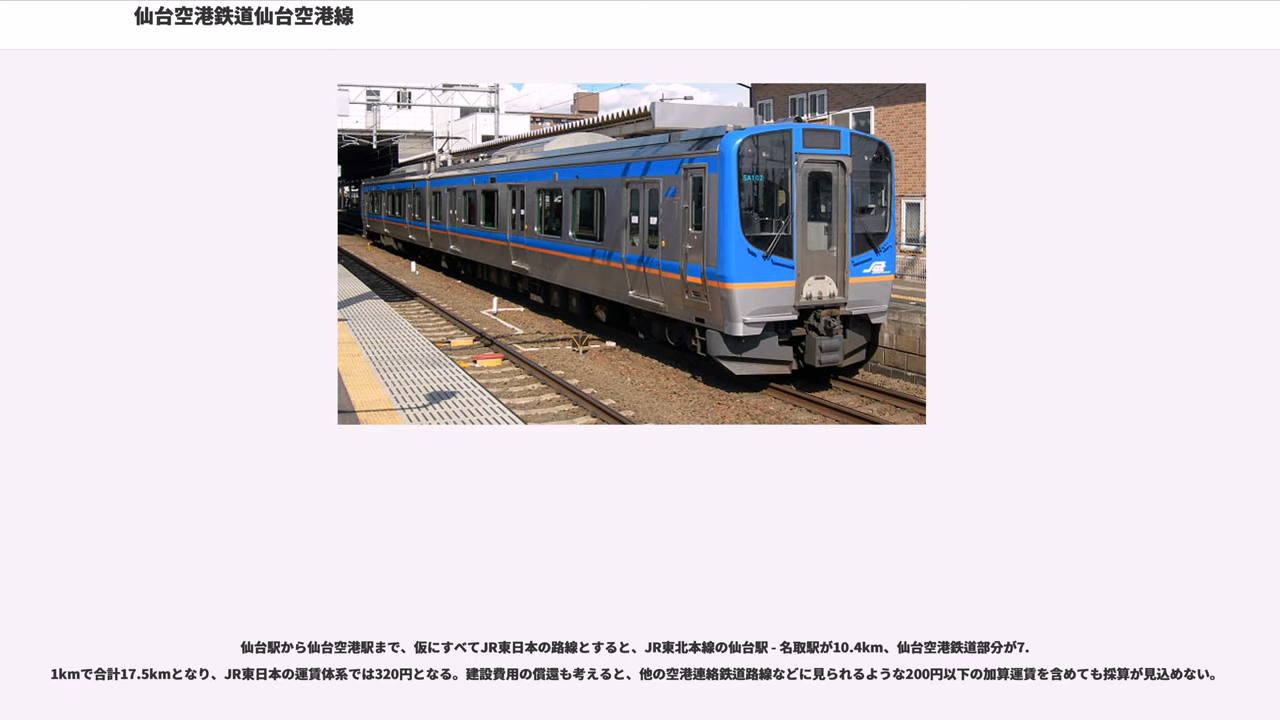 仙台空港鉄道仙台空港線
SA102
仙台駅から仙台空港駅まで、仮にすべてJR東日本の路線とすると、JR東北本線の仙台駅 - 名取駅が10.4km、仙台空港鉄道部分が7.
1kmで合計17.5kmとなり、JR東日本の運賃体系では320円となる。建設費用の償還も考えると、他の空港連絡鉄道路線などに見られるような200円以下の加算運賃を含めても採算が見込めない。